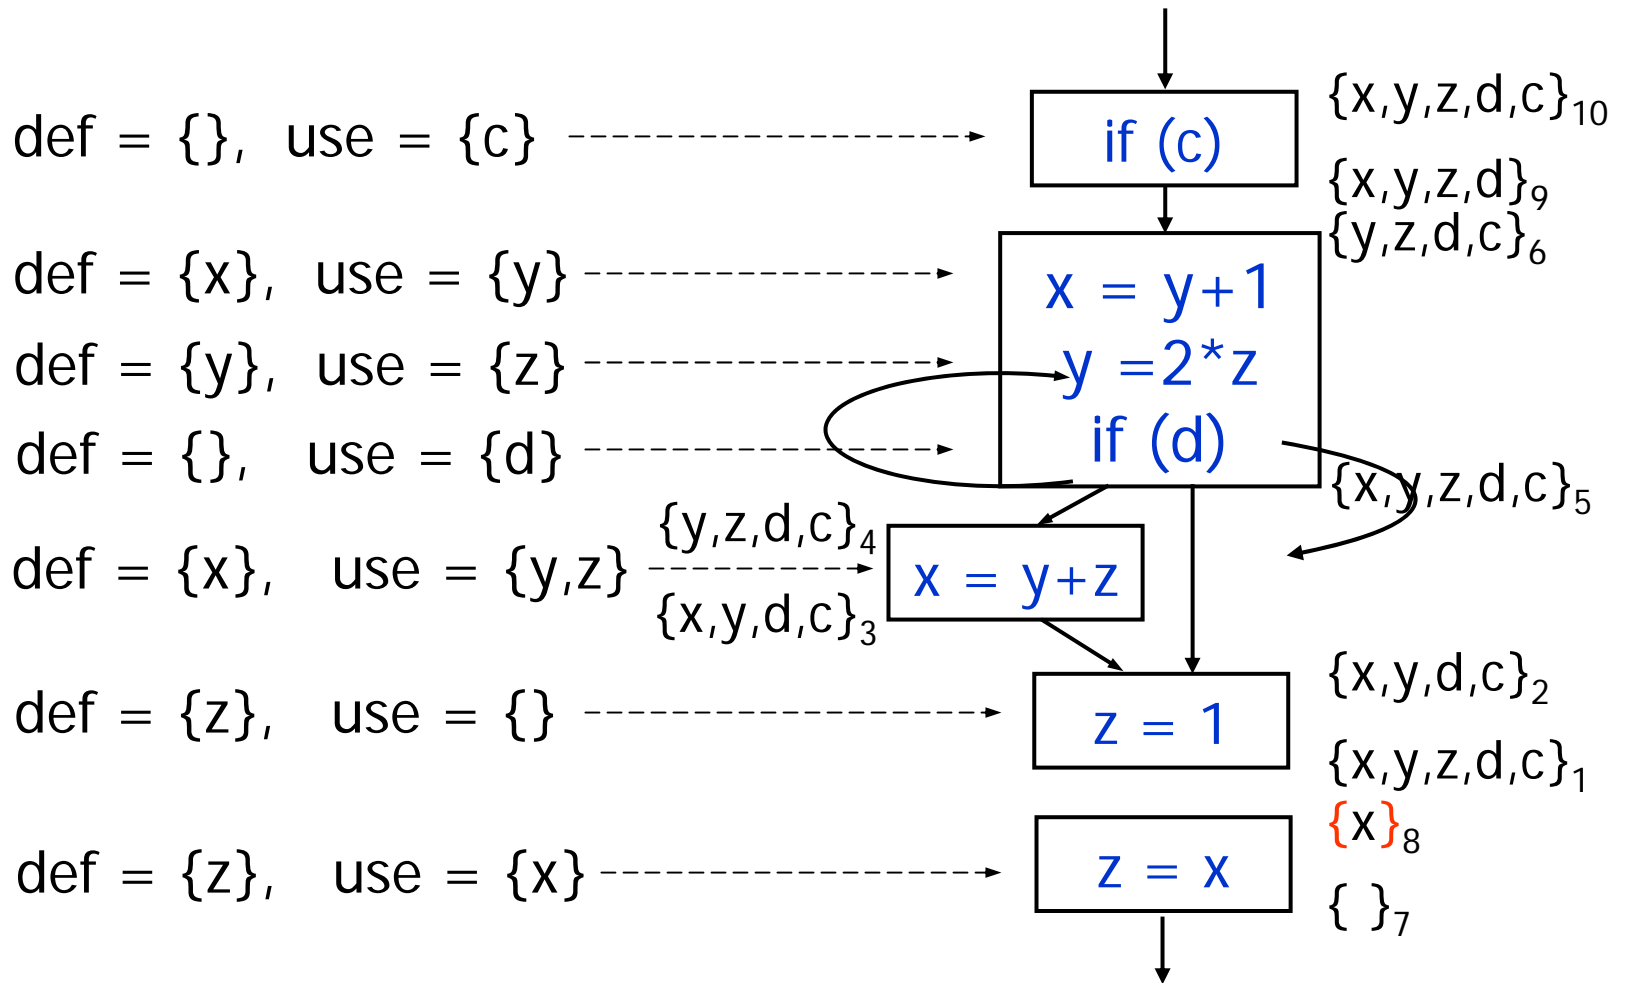 {x,y,z,d,c}10
def = {}, use = {c}
if (c)
{x,y,z,d}9
{y,z,d,c}6
def = {x}, use = {y}
x = y+1
def = {y}, use = {z}
y =2*z
def = {}, use = {d}
if (d)
{x,y,z,d,c}5
{y,z,d,c}4
def = {x}, use = {y,z}
x = y+z
{x,y,d,c}3
{x,y,d,c}2
def = {z}, use = {}
z = 1
{x,y,z,d,c}1
{x}8
def = {z}, use = {x}
z = x
{ }7